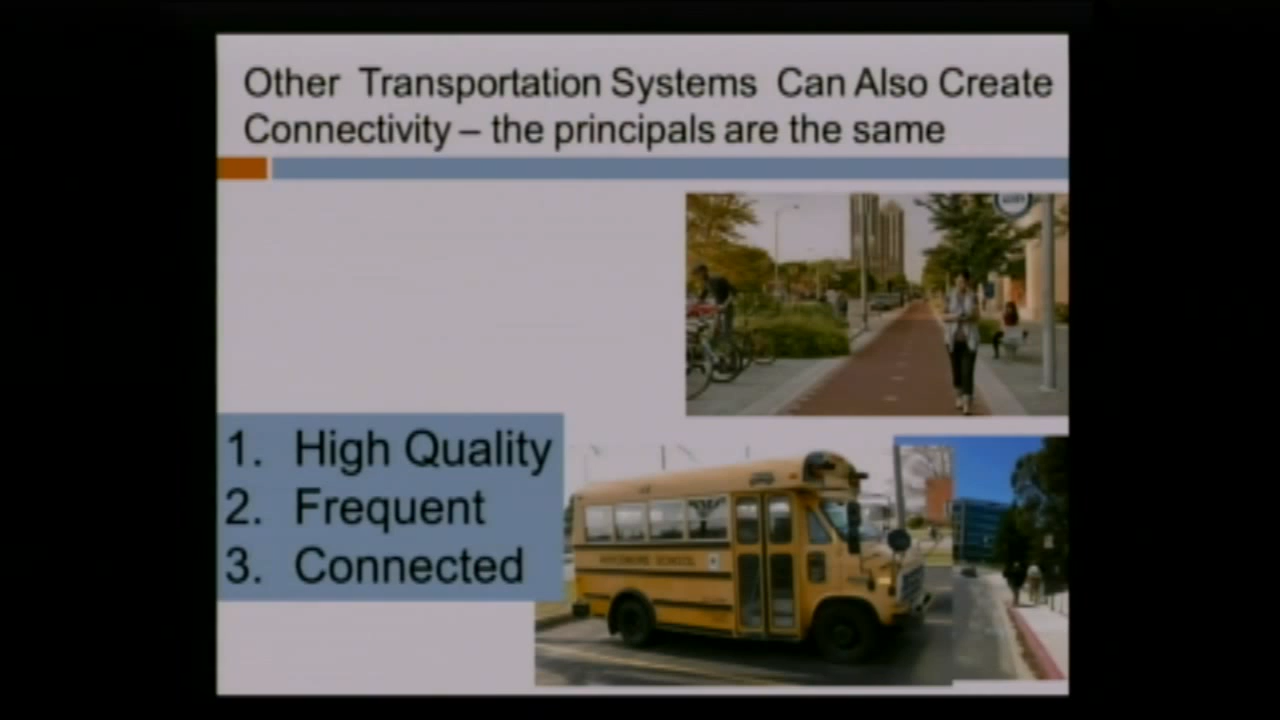 Other Transportation Systems Can Also Create
Connectivity – the principals are the same
1. High Quality
2. Frequent
3. Connected
SCHOOL